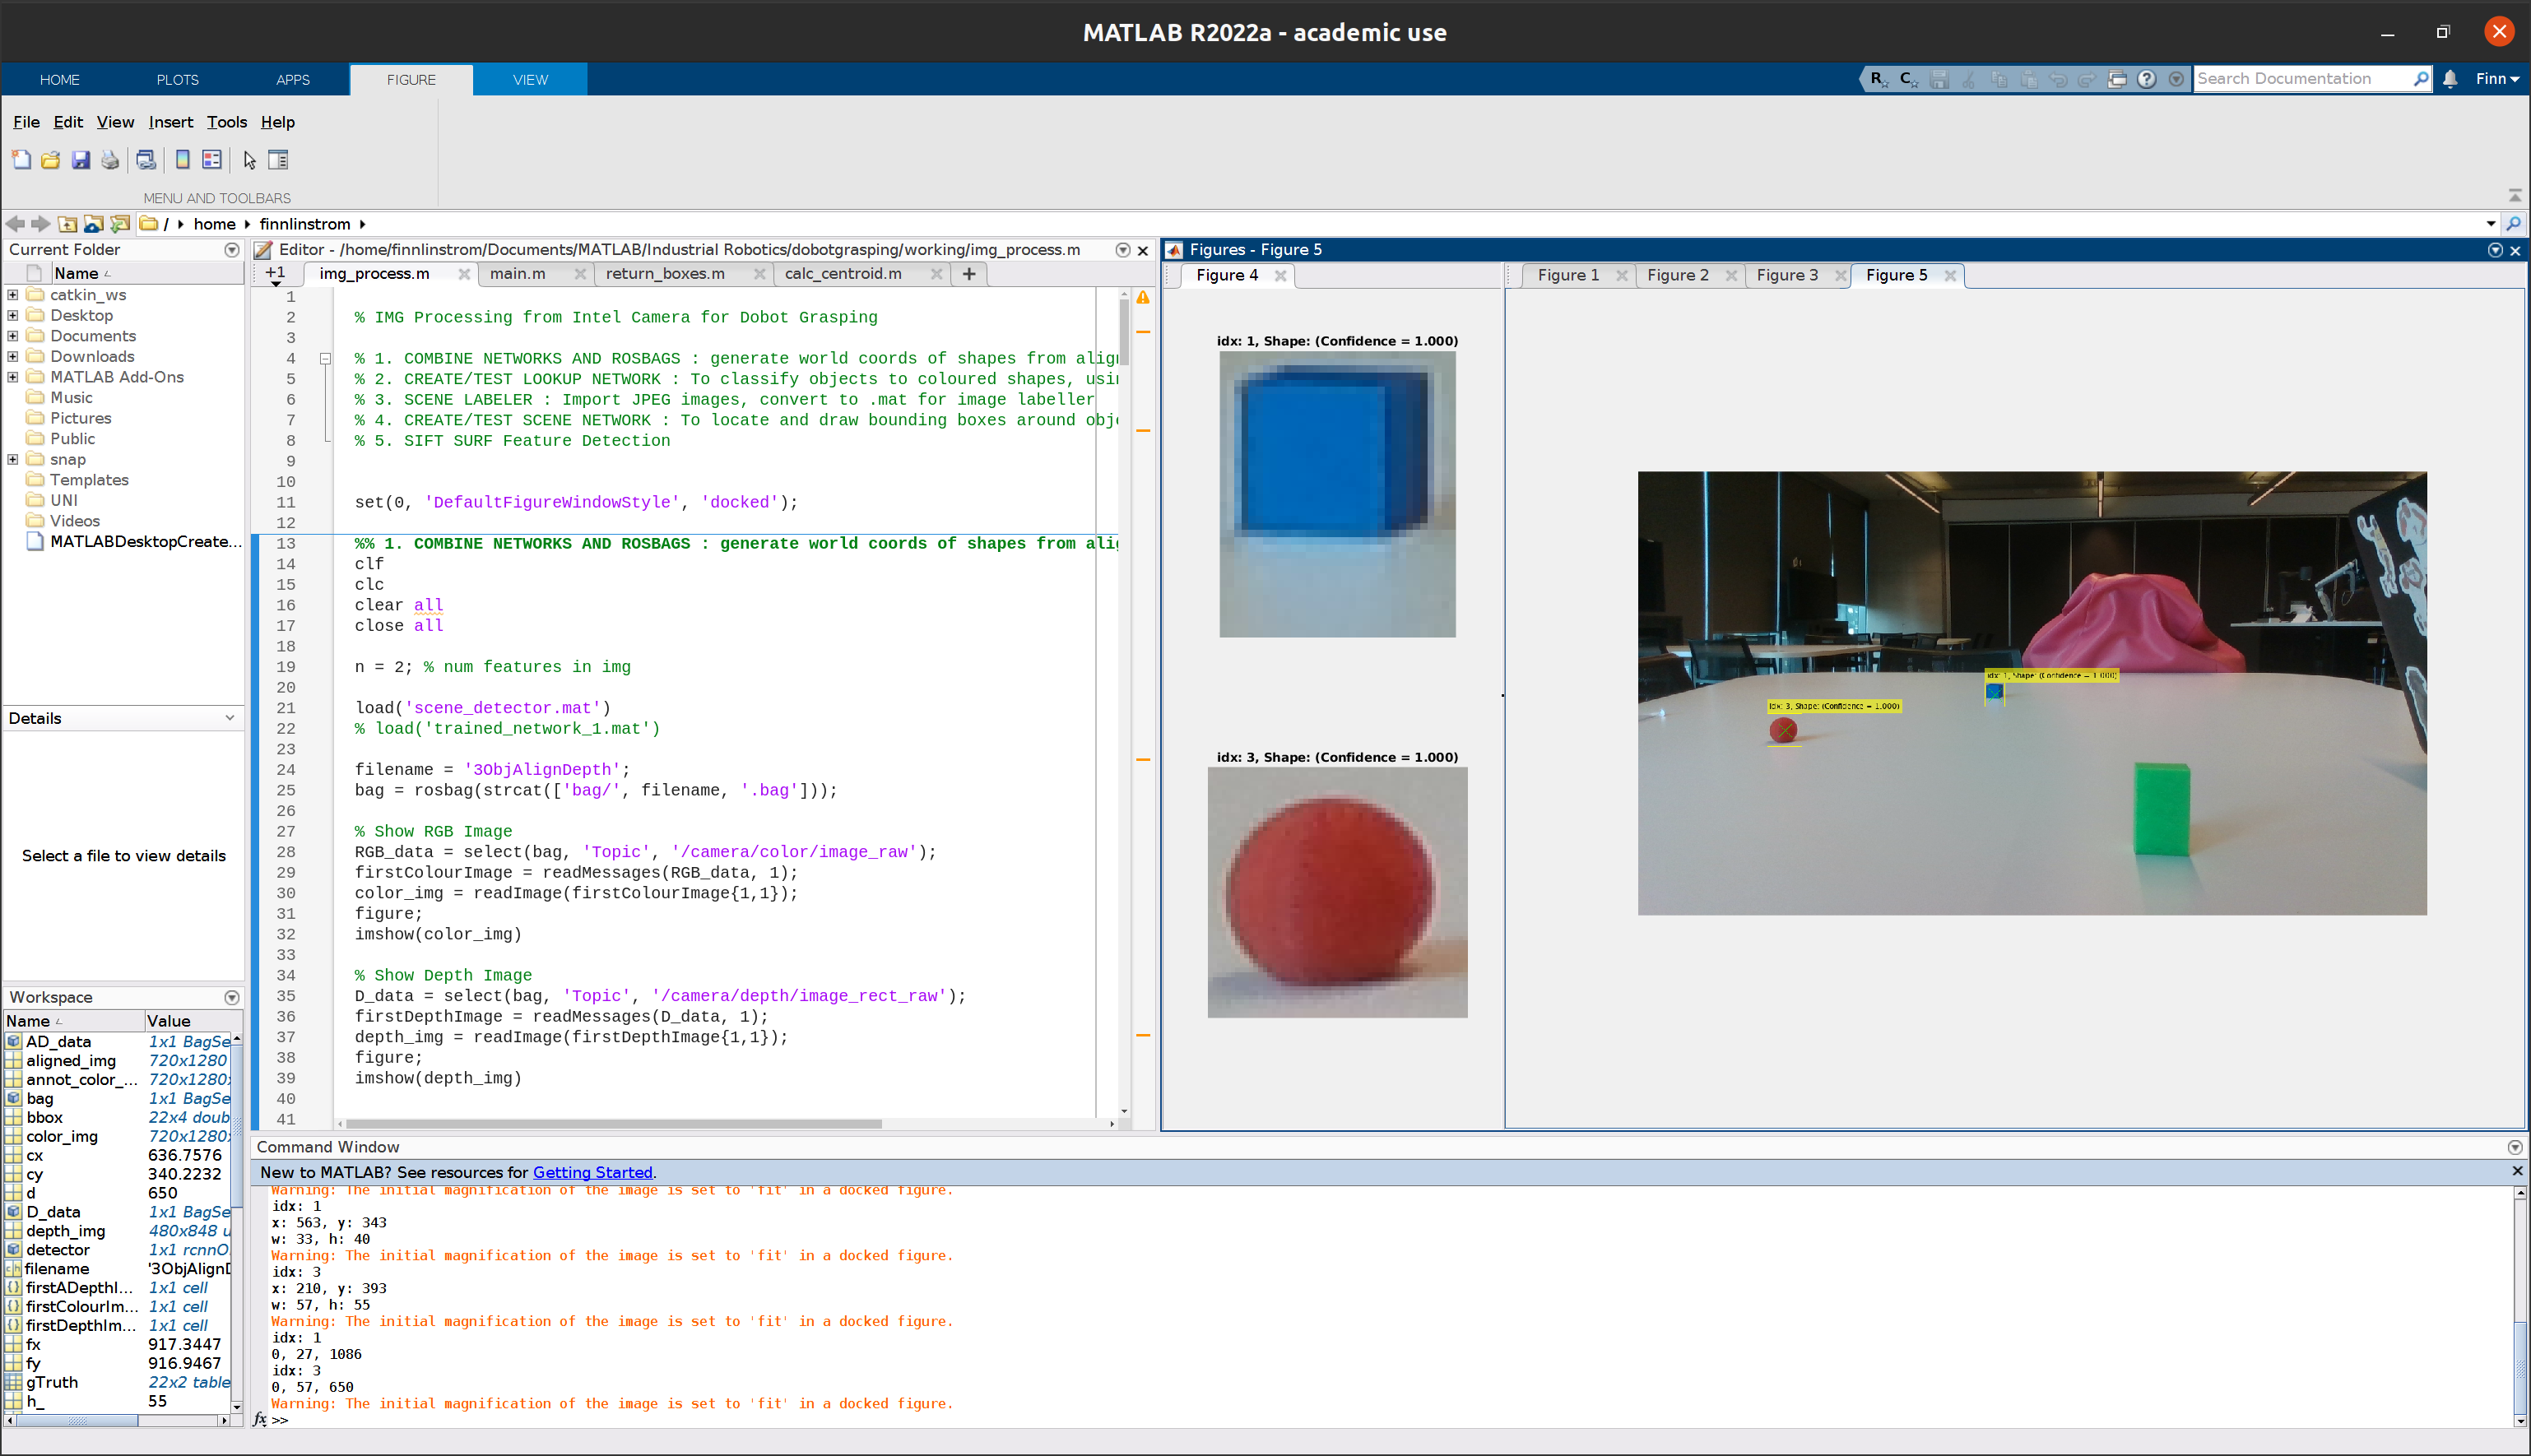 MATLAB R2022a - academic use
HOME PLOTS APPS FIGURE VIEW
Search Documentation
Finn
File Edit View Insert Tools Help
MENU AND TOOLBARS
/ home finnlinstrom
Current Folder
Name
catkin_ws
Desktop
Documents
Downloads
MATLAB Add-Ons
Music
Pictures
Public
snap
Templates
UNI
Videos
MATLABDesktopCreate...
Details
Select a file to view details
Workspace
Name Value
AD_data 1x1 BagSe
aligned_img 720x1280
annot_color_... 720x1280
bag 1x1 BagSe
bbox 22x4 doub
color_img 720x1280
cx 636.7576
cy 340.2232
d 650
D_data 1x1 BagSe
depth_img 480x848 u
detector 1x1 rcnnO
filename '3ObjAlignD
firstADepthI... 1x1 cell
firstColourIm... 1x1 cell
firstDepthIm... 1x1 cell
fx 917.3447
fy 916.9467
gTruth 22x2 table
h_ 55
Editor - /home/finnlinstrom/Documents/MATLAB/Industrial Robotics/dobotgrasping/working/img_process.m
+1 img_process.m main.m return_boxes.m calc_centroid.m +
1
2 % IMG Processing from Intel Camera for Dobot Grasping
3
4 % 1. COMBINE NETWORKS AND ROSBAGS : generate world coords of shapes from align
5 % 2. CREATE/TEST LOOKUP NETWORK : To classify objects to coloured shapes, usin
6 % 3. SCENE LABELER : Import JPEG images, convert to .mat for image labeller
7 % 4. CREATE/TEST SCENE NETWORK : To locate and draw bounding boxes around obje
8 % 5. SIFT SURF Feature Detection
9
10
11 set(0, 'DefaultFigureWindowStyle', 'docked');
12
13 %% 1. COMBINE NETWORKS AND ROSBAGS : generate world coords of shapes from alig
14 clf
15 clc
16 clear all
17 close all
18
19 n = 2; % num features in img
20
21 load('scene_detector.mat')
22 % load('trained_network_1.mat')
23
24 filename = '3ObjAlignDepth';
25 bag = rosbag(strcat(['bag/', filename, '.bag']));
26
27 % Show RGB Image
28 RGB_data = select(bag, 'Topic', '/camera/color/image_raw');
29 firstColourImage = readMessages(RGB_data, 1);
30 color_img = readImage(firstColourImage{1,1});
31 figure;
32 imshow(color_img)
33
34 % Show Depth Image
35 D_data = select(bag, 'Topic', '/camera/depth/image_rect_raw');
36 firstDepthImage = readMessages(D_data, 1);
37 depth_img = readImage(firstDepthImage{1,1});
38 figure;
39 imshow(depth_img)
40
41
Figures - Figure 5
Figure 4
Figure 1 Figure 2 Figure 3 Figure 5
idx: 1, Shape: (Confidence = 1.000)
idx: 3, Shape: (Confidence = 1.000)
idx: 1, Shape: (Confidence = 1.000)
idx: 3, Shape: (Confidence = 1.000)
Command Window
New to MATLAB? See resources for Getting Started.
Warning: The initial magnification of the image is set to 'fit' in a docked figure.
idx: 1
x: 563, y: 343
w: 33, h: 40
Warning: The initial magnification of the image is set to 'fit' in a docked figure.
idx: 3
x: 210, y: 393
w: 57, h: 55
Warning: The initial magnification of the image is set to 'fit' in a docked figure.
idx: 1
0, 27, 1086
idx: 3
0, 57, 650
Warning: The initial magnification of the image is set to 'fit' in a docked figure.
fx >>